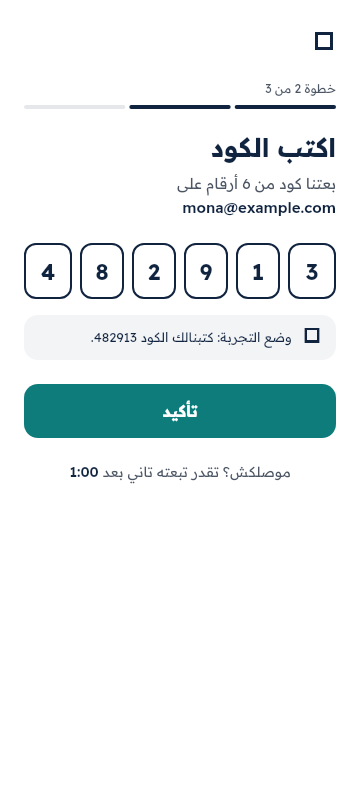 خطوة 2 من 3
اكتب الكود
بعتنا كود من 6 أرقام على
mona@example.com
4 8 2 9 1 3
وضع التجربة: كتبنالك الكود 482913.
تأكيد
موصلكش؟ تقدر تبعته تاني بعد 1:00